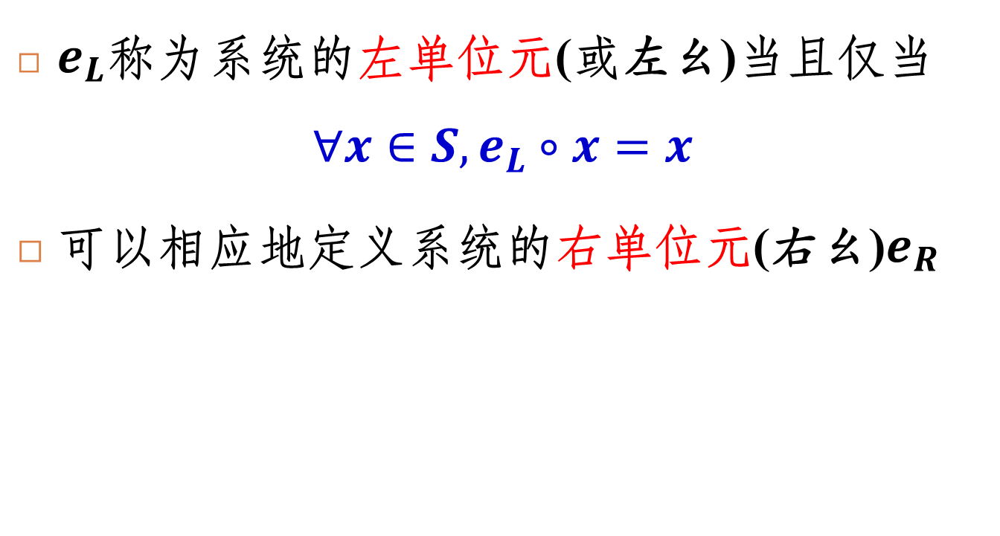 □ e_L称为系统的左单位元(或左幺)当且仅当
∀x ∈ S, e_L ∘ x = x
□ 可以相应地定义系统的右单位元(右幺)e_R